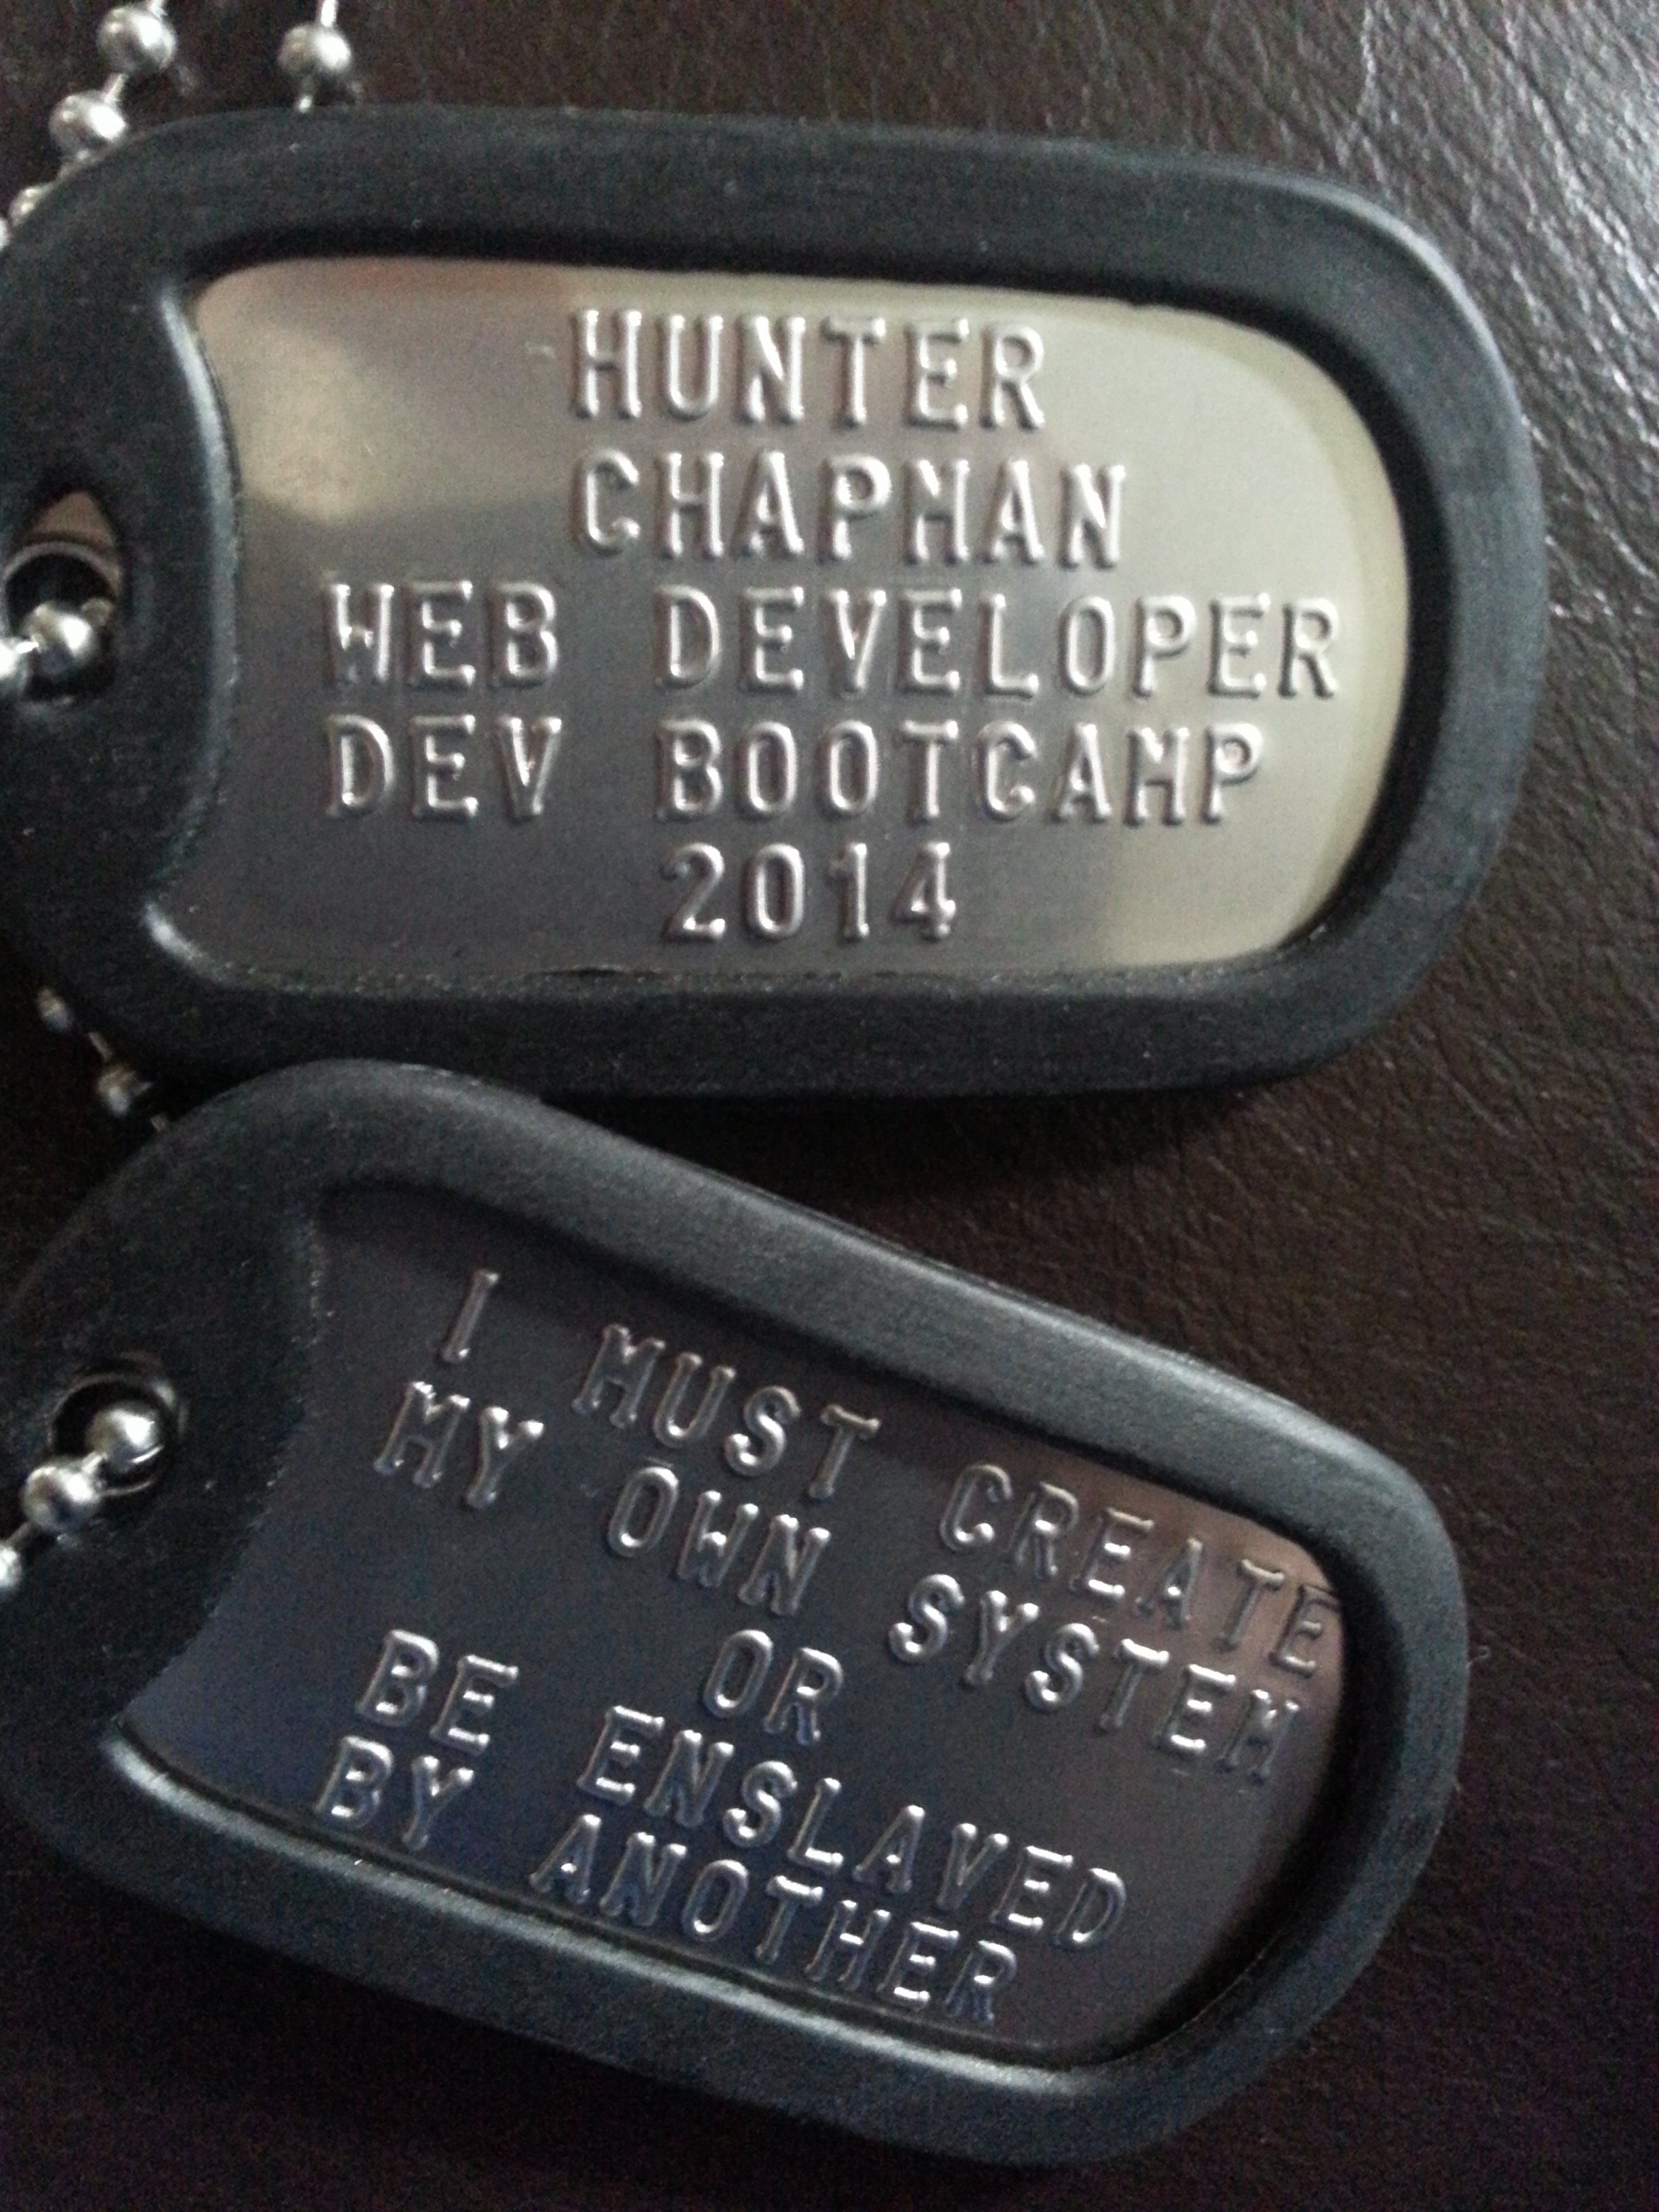 HUNTER
CHAPMAN
WEB DEVELOPER
DEV BOOTCAMP
2014
I MUST CREATE
MY OWN SYSTEM
OR
BE ENSLAVED
BY ANOTHER